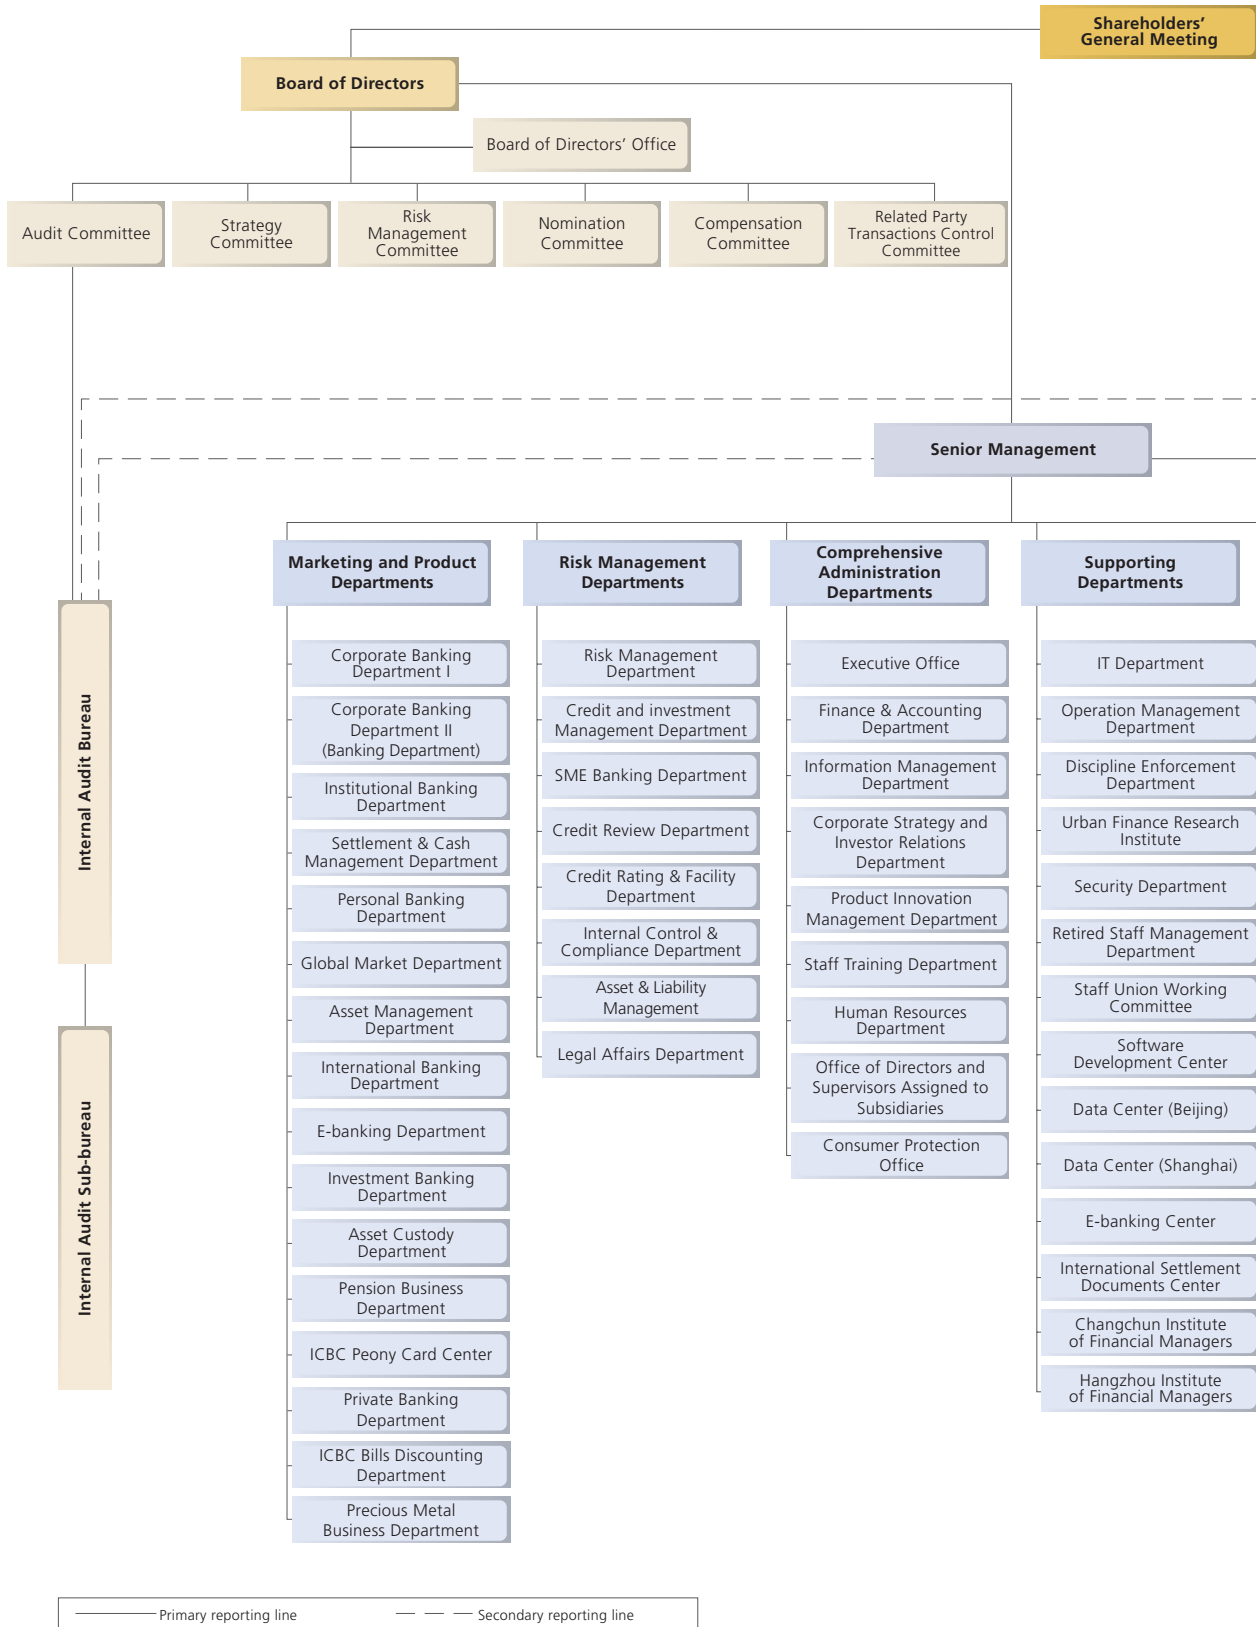 Shareholders’
General Meeting
Board of Directors
Board of Directors’ Office
Audit Committee
Strategy
Committee
Risk
Management
Committee
Nomination
Committee
Compensation
Committee
Related Party
Transactions Control
Committee
Senior Management
Internal Audit Bureau
Internal Audit Sub-bureau
Marketing and Product
Departments
Corporate Banking
Department I
Corporate Banking
Department II
(Banking Department)
Institutional Banking
Department
Settlement & Cash
Management Department
Personal Banking
Department
Global Market Department
Asset Management
Department
International Banking
Department
E-banking Department
Investment Banking
Department
Asset Custody
Department
Pension Business
Department
ICBC Peony Card Center
Private Banking
Department
ICBC Bills Discounting
Department
Precious Metal
Business Department
Risk Management
Departments
Risk Management
Department
Credit and investment
Management Department
SME Banking Department
Credit Review Department
Credit Rating & Facility
Department
Internal Control &
Compliance Department
Asset & Liability
Management
Legal Affairs Department
Comprehensive
Administration
Departments
Executive Office
Finance & Accounting
Department
Information Management
Department
Corporate Strategy and
Investor Relations
Department
Product Innovation
Management Department
Staff Training Department
Human Resources
Department
Office of Directors and
Supervisors Assigned to
Subsidiaries
Consumer Protection
Office
Supporting
Departments
IT Department
Operation Management
Department
Discipline Enforcement
Department
Urban Finance Research
Institute
Security Department
Retired Staff Management
Department
Staff Union Working
Committee
Software
Development Center
Data Center (Beijing)
Data Center (Shanghai)
E-banking Center
International Settlement
Documents Center
Changchun Institute
of Financial Managers
Hangzhou Institute
of Financial Managers
Primary reporting line
Secondary reporting line